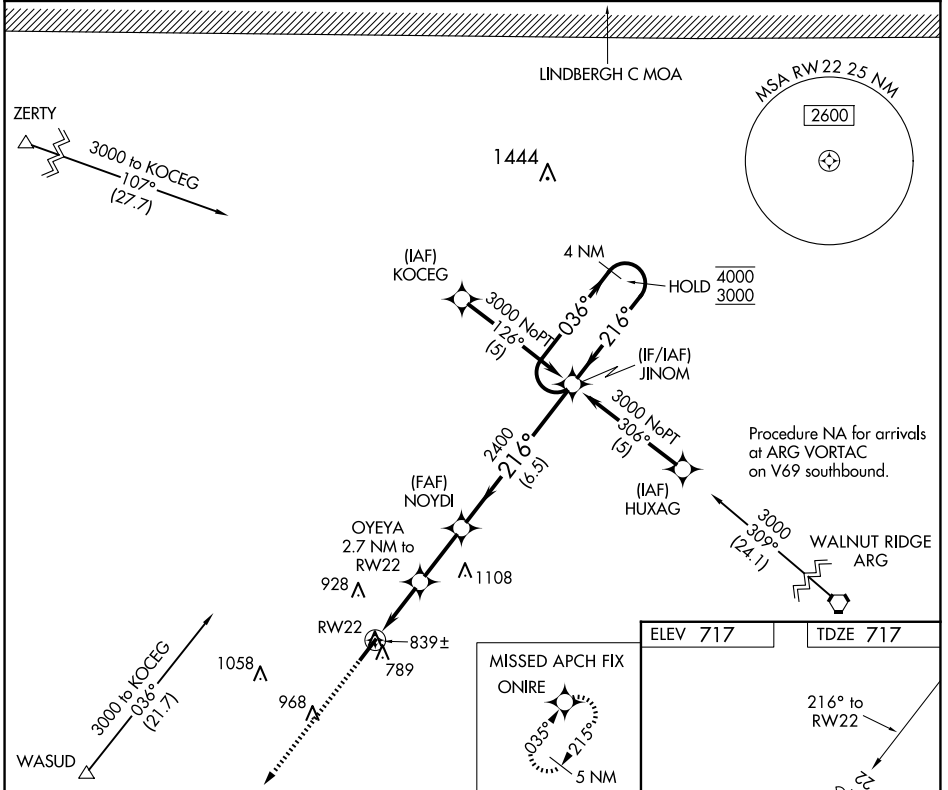 LINDBERGH C MOA
MSA RW22 25 NM
2600
ZERTY
3000 to KOCEG
107°
(27.7)
1444
(IAF)
KOCEG
4 NM
HOLD
4000
3000
3000 NoPT
126°
(5)
036°
216°
(IF/IAF)
JINOM
3000 NoPT
306°
(5)
Procedure NA for arrivals
at ARG VORTAC
on V69 southbound.
2400
216°
(6.5)
(FAF)
NOYDI
(IAF)
HUXAG
3000
309°
(24.1)
WALNUT RIDGE
ARG
OYEYA
2.7 NM to
RW22
928
1108
RW22
839±
789
1058
968
3000 to KOCEG
036°
(21.7)
WASUD
MISSED APCH FIX
ONIRE
035°
215°
5 NM
ELEV 717
TDZE 717
216° to
RW22
22